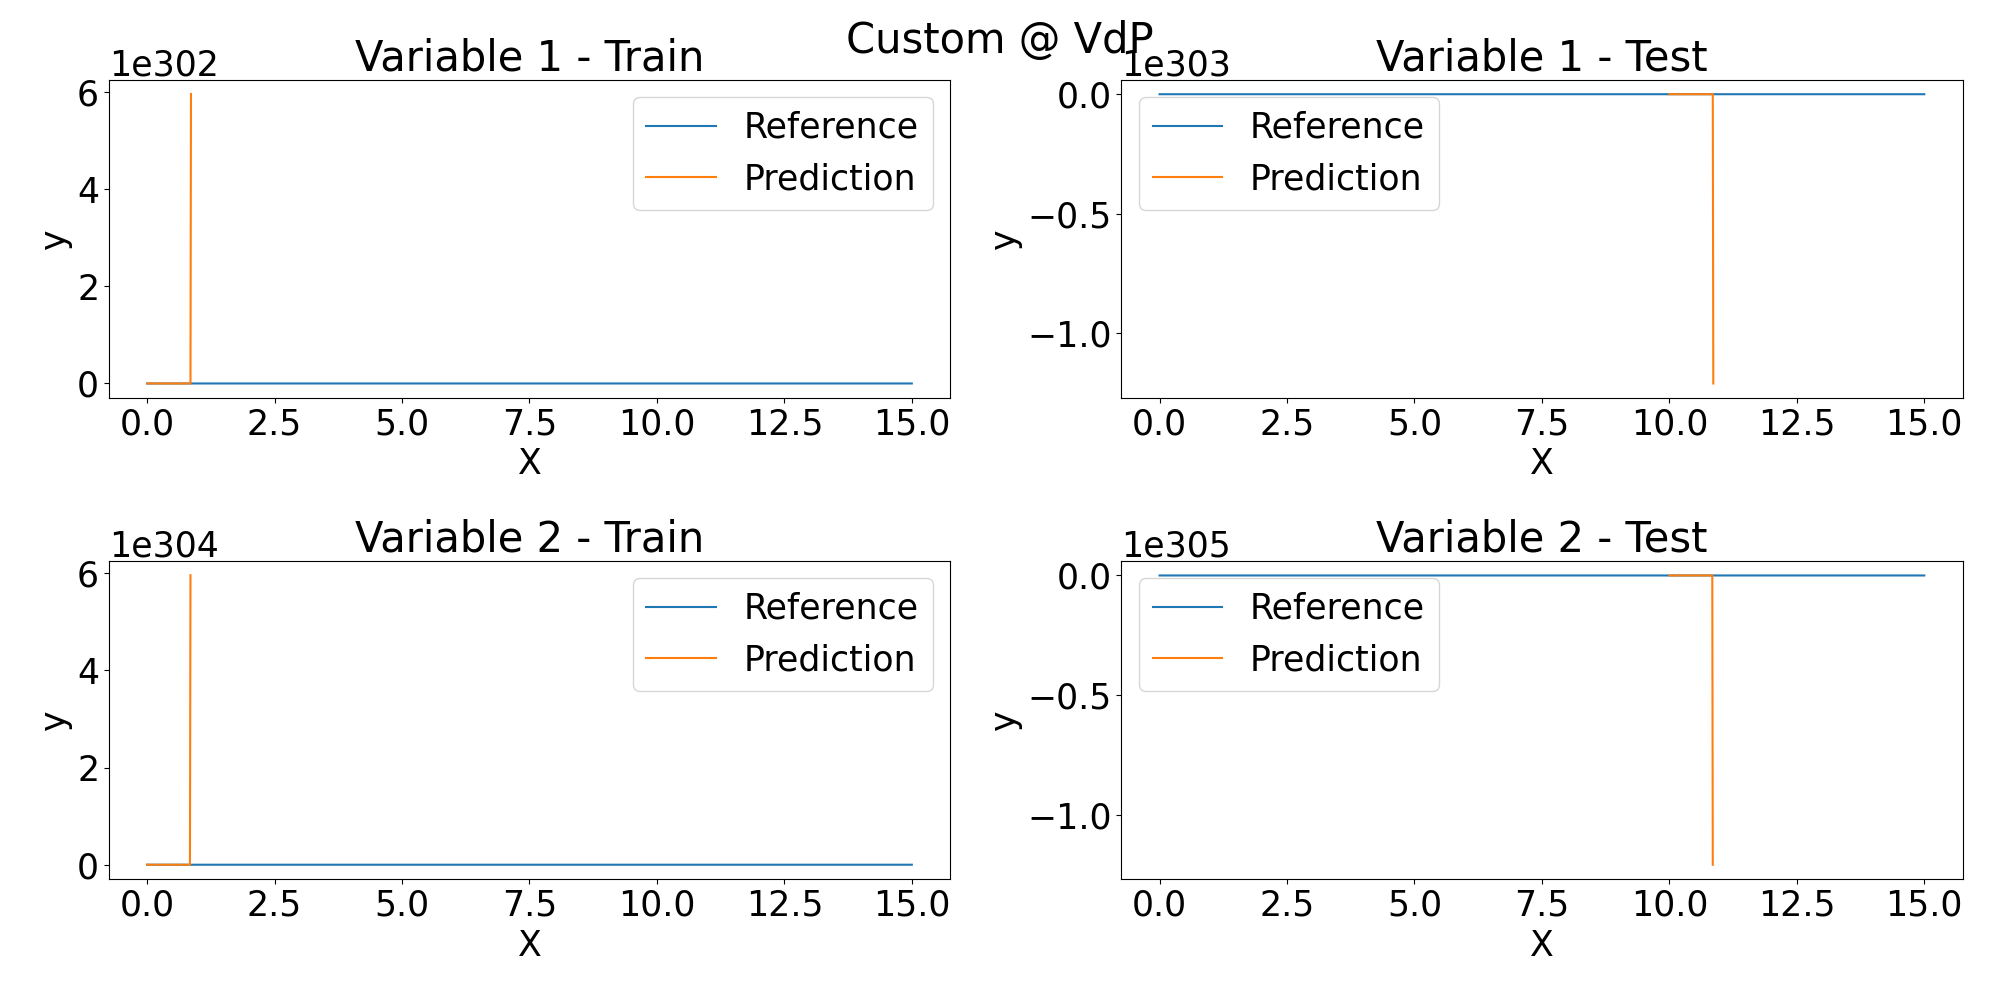 Custom @ VdP
1e302
Variable 1 - Train
6
4
2
0
y
Reference
Prediction
0.0 2.5 5.0 7.5 10.0 12.5 15.0
X
1e303
Variable 1 - Test
0.0
−0.5
−1.0
y
Reference
Prediction
0.0 2.5 5.0 7.5 10.0 12.5 15.0
X
1e304
Variable 2 - Train
6
4
2
0
y
Reference
Prediction
0.0 2.5 5.0 7.5 10.0 12.5 15.0
X
1e305
Variable 2 - Test
0.0
−0.5
−1.0
y
Reference
Prediction
0.0 2.5 5.0 7.5 10.0 12.5 15.0
X